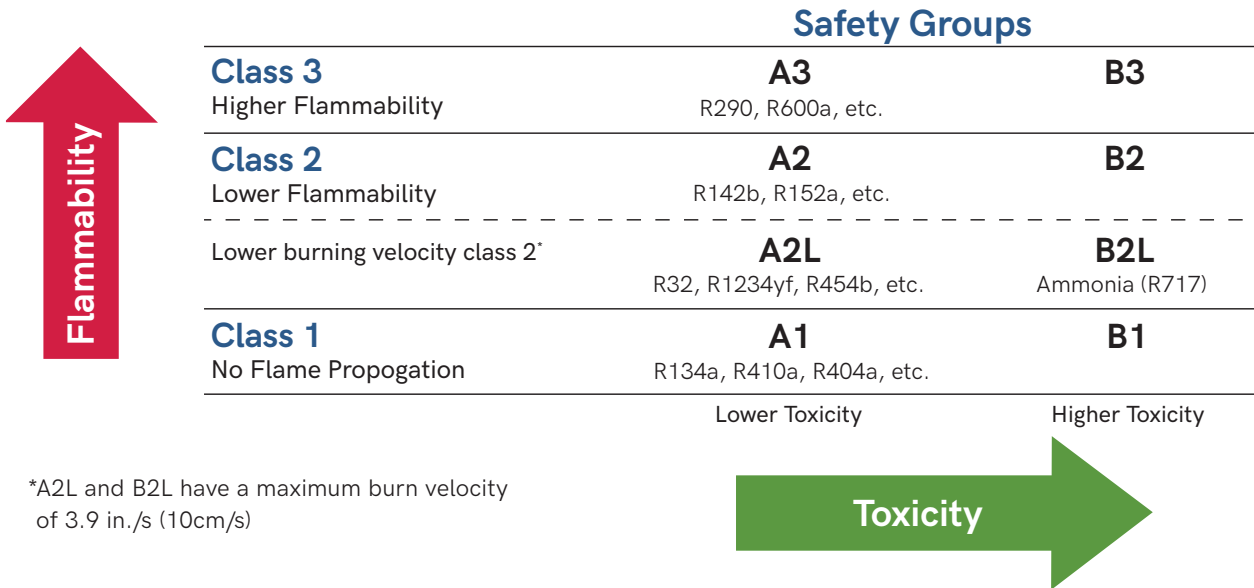 Safety Groups
Class 3
Higher Flammability
A3
R290, R600a, etc.
B3
Class 2
Lower Flammability
A2
R142b, R152a, etc.
B2
Lower burning velocity class 2*
A2L
R32, R1234yf, R454b, etc.
B2L
Ammonia (R717)
Class 1
No Flame Propogation
A1
R134a, R410a, R404a, etc.
B1
Lower Toxicity
Higher Toxicity
Flammability
Toxicity
*A2L and B2L have a maximum burn velocity
of 3.9 in./s (10cm/s)